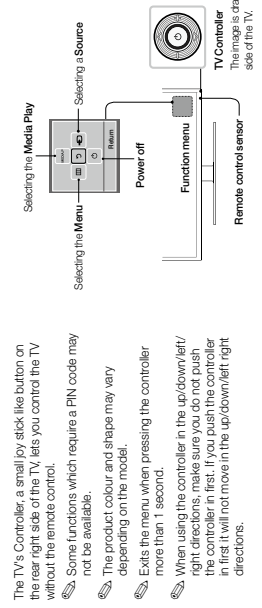 The TV's Controller, a small joy stick like button on
the rear right side of the TV, lets you control the TV
without the remote control.
Some functions which require a PIN code may
not be available.
The product colour and shape may vary
depending on the model.
Exits the menu when pressing the controller
more than 1 second.
When using the controller in the up/down/left/
right directions, make sure you do not push
the controller in first. If you push the controller
in first it will not move in the up/down/left right
directions.
Selecting the Media Play
Selecting a Source
MEDIA.P
Selecting the Menu
Return
Power off
Function menu
Remote control sensor
TV Controller
The image is dra
side of the TV.